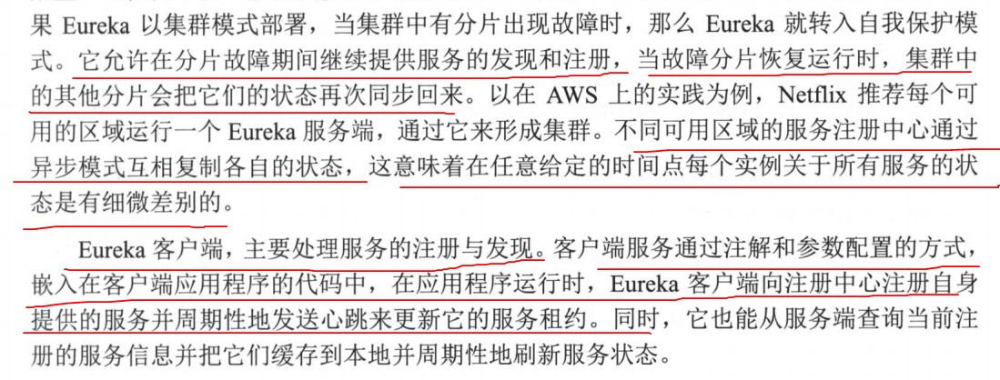 果 Eureka 以集群模式部署，当集群中有分片出现故障时，那么 Eureka 就转入自我保护模
式。它允许在分片故障期间继续提供服务的发现和注册，当故障分片恢复运行时，集群中
的其他分片会把它们的状态再次同步回来。以在 AWS 上的实践为例，Netflix 推荐每个可
用的区域运行一个 Eureka 服务端，通过它来形成集群。不同可用区域的服务注册中心通过
异步模式互相复制各自的状态，这意味着在任意给定的时间点每个实例关于所有服务的状
态是有细微差别的。
Eureka 客户端，主要处理服务的注册与发现。客户端服务通过注解和参数配置的方式，
嵌入在客户端应用程序的代码中，在应用程序运行时，Eureka 客户端向注册中心注册自身
提供的服务并周期性地发送心跳来更新它的服务租约。同时，它也能从服务端查询当前注
册的服务信息并把它们缓存到本地并周期性地刷新服务状态。